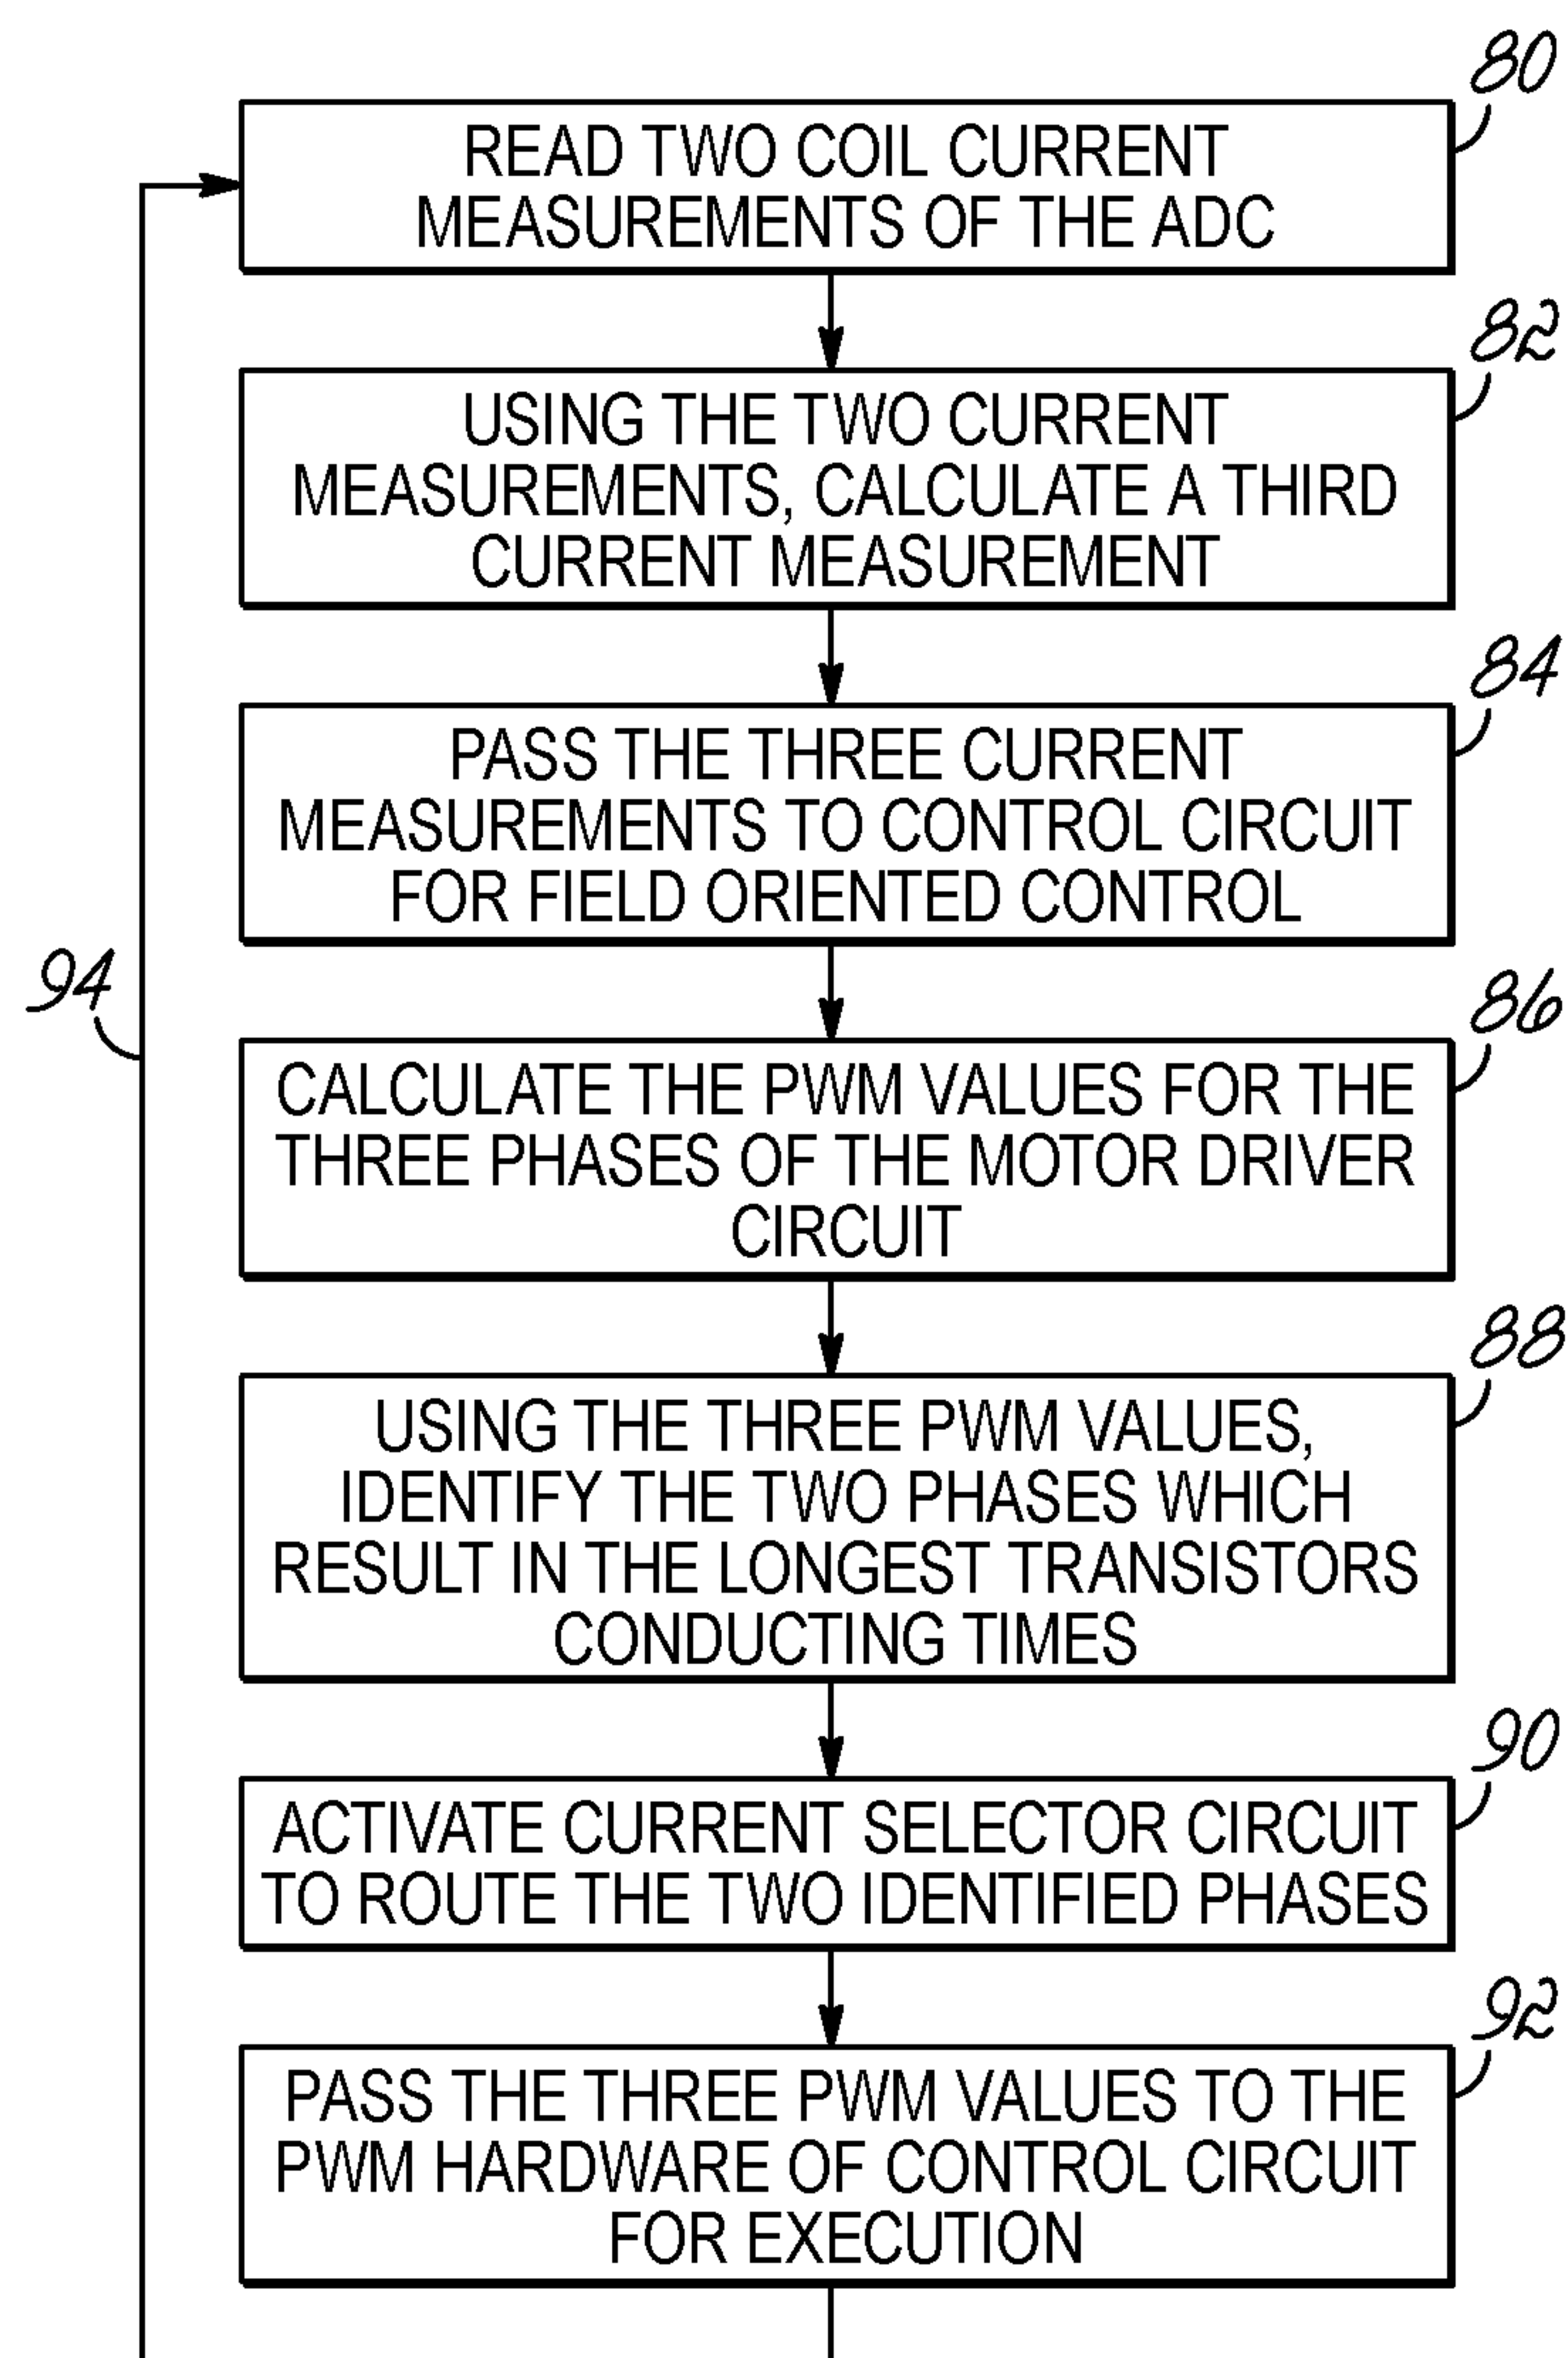 80
READ TWO COIL CURRENT
MEASUREMENTS OF THE ADC
82
USING THE TWO CURRENT
MEASUREMENTS, CALCULATE A THIRD
CURRENT MEASUREMENT
84
PASS THE THREE CURRENT
MEASUREMENTS TO CONTROL CIRCUIT
FOR FIELD ORIENTED CONTROL
94
86
CALCULATE THE PWM VALUES FOR THE
THREE PHASES OF THE MOTOR DRIVER
CIRCUIT
88
USING THE THREE PWM VALUES,
IDENTIFY THE TWO PHASES WHICH
RESULT IN THE LONGEST TRANSISTORS
CONDUCTING TIMES
90
ACTIVATE CURRENT SELECTOR CIRCUIT
TO ROUTE THE TWO IDENTIFIED PHASES
92
PASS THE THREE PWM VALUES TO THE
PWM HARDWARE OF CONTROL CIRCUIT
FOR EXECUTION